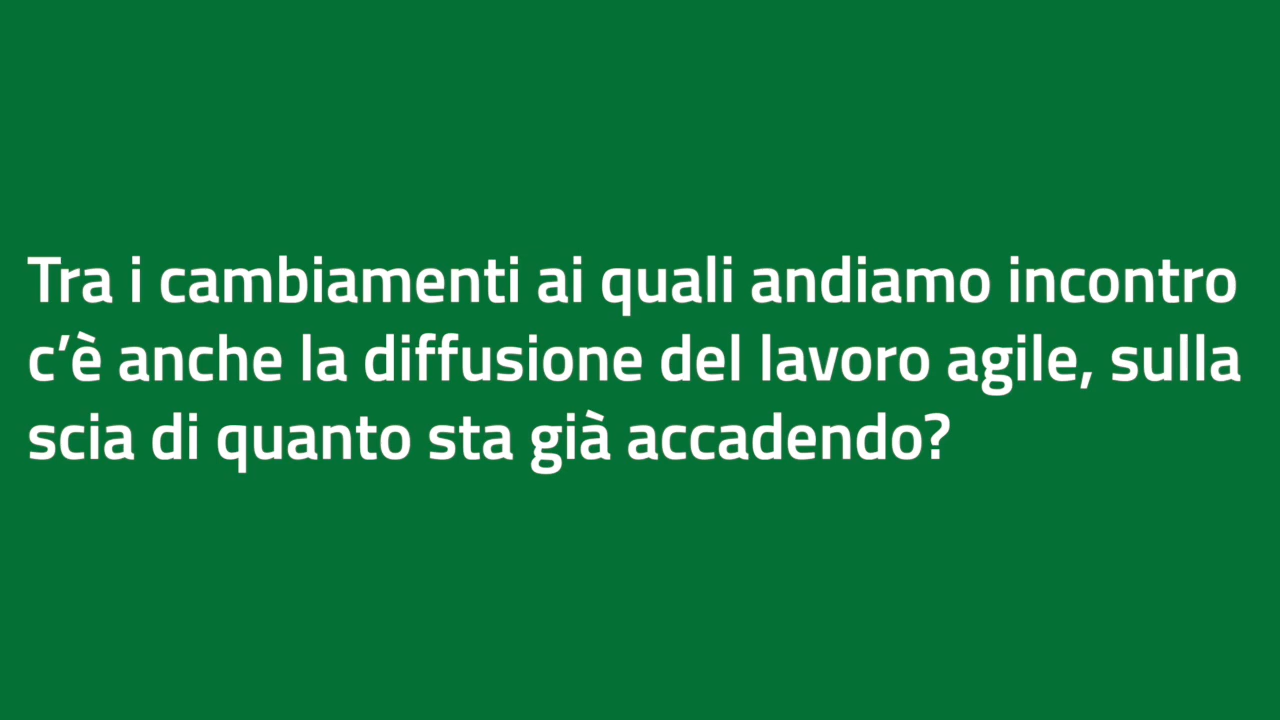 Tra i cambiamenti ai quali andiamo incontro
c’è anche la diffusione del lavoro agile, sulla
scia di quanto sta già accadendo?